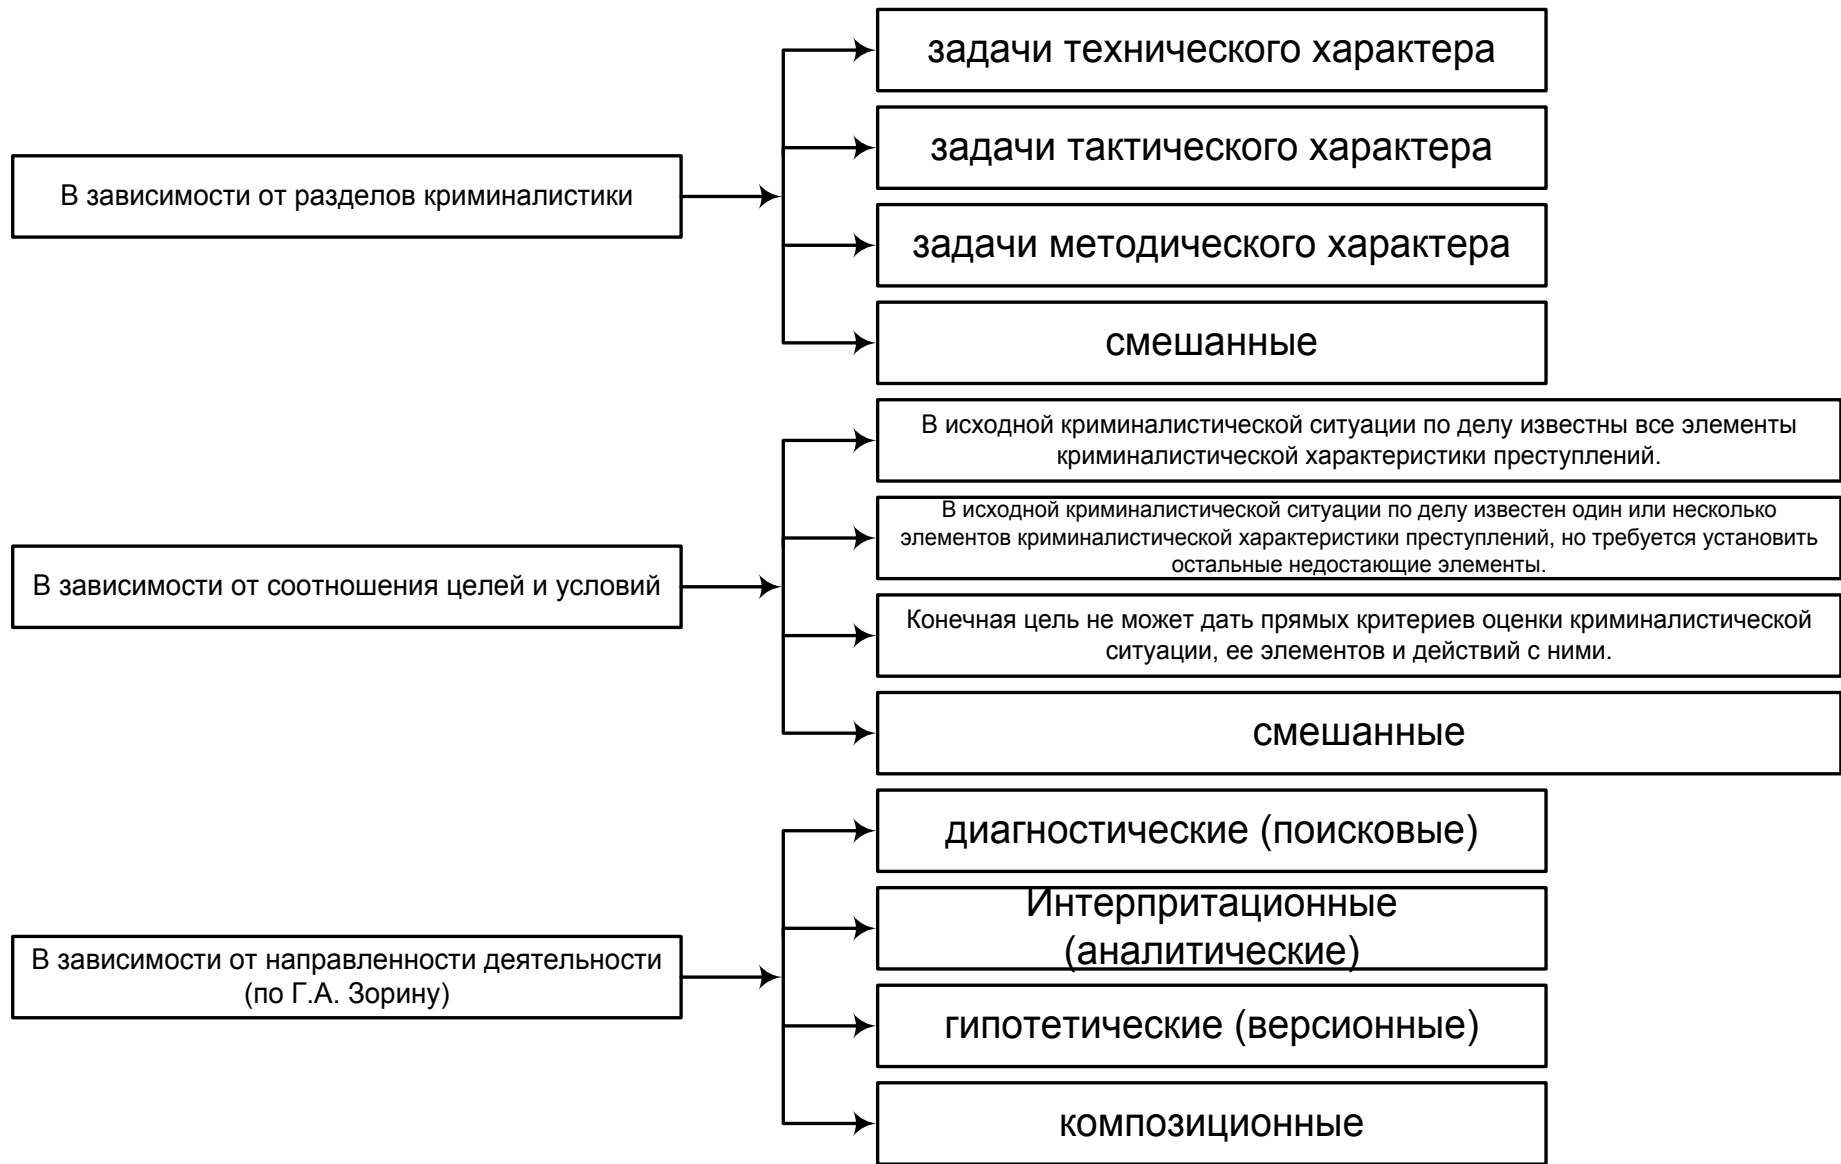 В зависимости от разделов криминалистики
задачи технического характера
задачи тактического характера
задачи методического характера
смешанные
В зависимости от соотношения целей и условий
В исходной криминалистической ситуации по делу известны все элементы
криминалистической характеристики преступлений.
В исходной криминалистической ситуации по делу известен один или несколько
элементов криминалистической характеристики преступлений, но требуется установить
остальные недостающие элементы.
Конечная цель не может дать прямых критериев оценки криминалистической
ситуации, ее элементов и действий с ними.
смешанные
В зависимости от направленности деятельности
(по Г.А. Зорину)
диагностические (поисковые)
Интерпритационные
(аналитические)
гипотетические (версионные)
композиционные